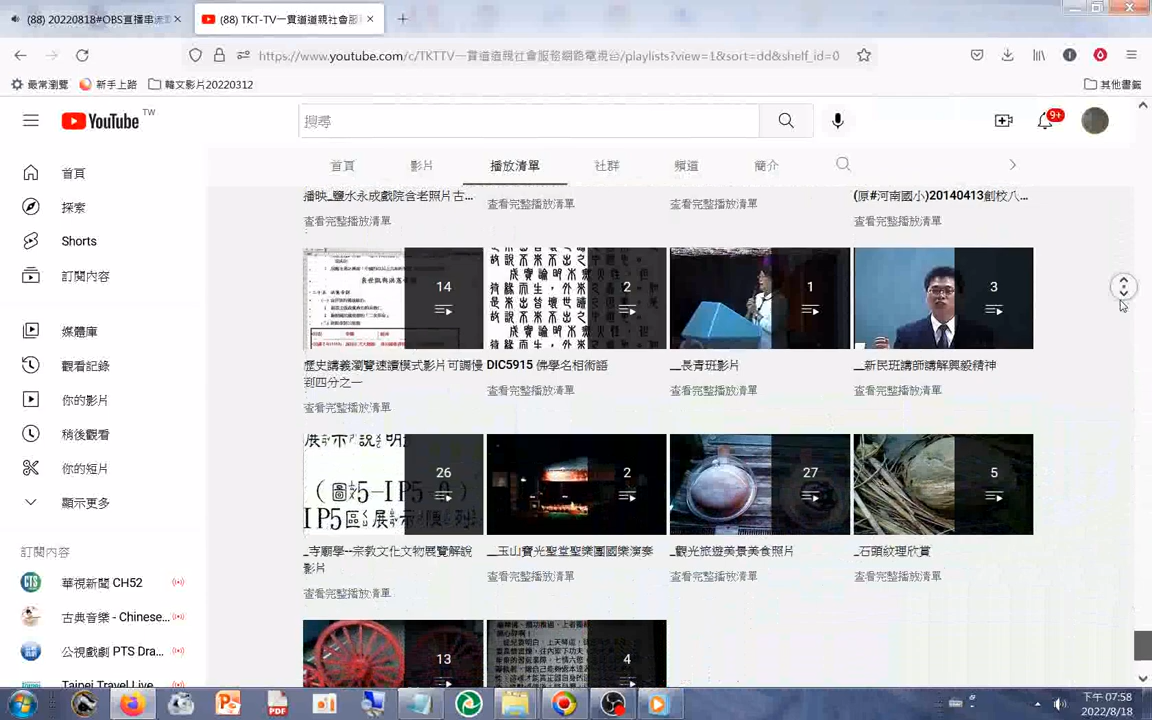 (88) 20220818#OBS直播串流
(88) TKT-TV一貫道道親社會服
https://www.youtube.com/c/TKTTV一貫道道親社會服務網路電視台/playlists?view=1&sort=dd&shelf_id=0
最常瀏覽
新手上路
韓文影片20220312
其他書籤
YouTube TW
搜尋
9+
首頁
影片
播放清單
社群
頻道
簡介
首頁
探索
Shorts
訂閱內容
媒體庫
觀看記錄
你的影片
稍後觀看
你的短片
顯示更多
訂閱內容
華視新聞 CH52
古典音樂 - Chinese...
公視戲劇 PTS Dra...
Taipei Travel Live
播映_鹽水永成戲院含老照片古...
查看完整播放清單
查看完整播放清單
查看完整播放清單
(原#河南國小)20140413創校八...
查看完整播放清單
14
2
1
3
歷史講義瀏覽速讀模式影片可調慢
到四分之一
查看完整播放清單
DIC5915 佛學名相術語
查看完整播放清單
__長青班影片
查看完整播放清單
__新民班講師講解興毅精神
查看完整播放清單
展示說明
(圖5-IP5-0)
IP5區展示陳列
26
2
27
5
_寺廟學--宗教文化文物展覽解說
影片
查看完整播放清單
__玉山寶光聖堂聖樂團國樂演奏
查看完整播放清單
_觀光旅遊美景美食照片
查看完整播放清單
_石頭紋理欣賞
查看完整播放清單
13
4
下午 07:58
2022/8/18